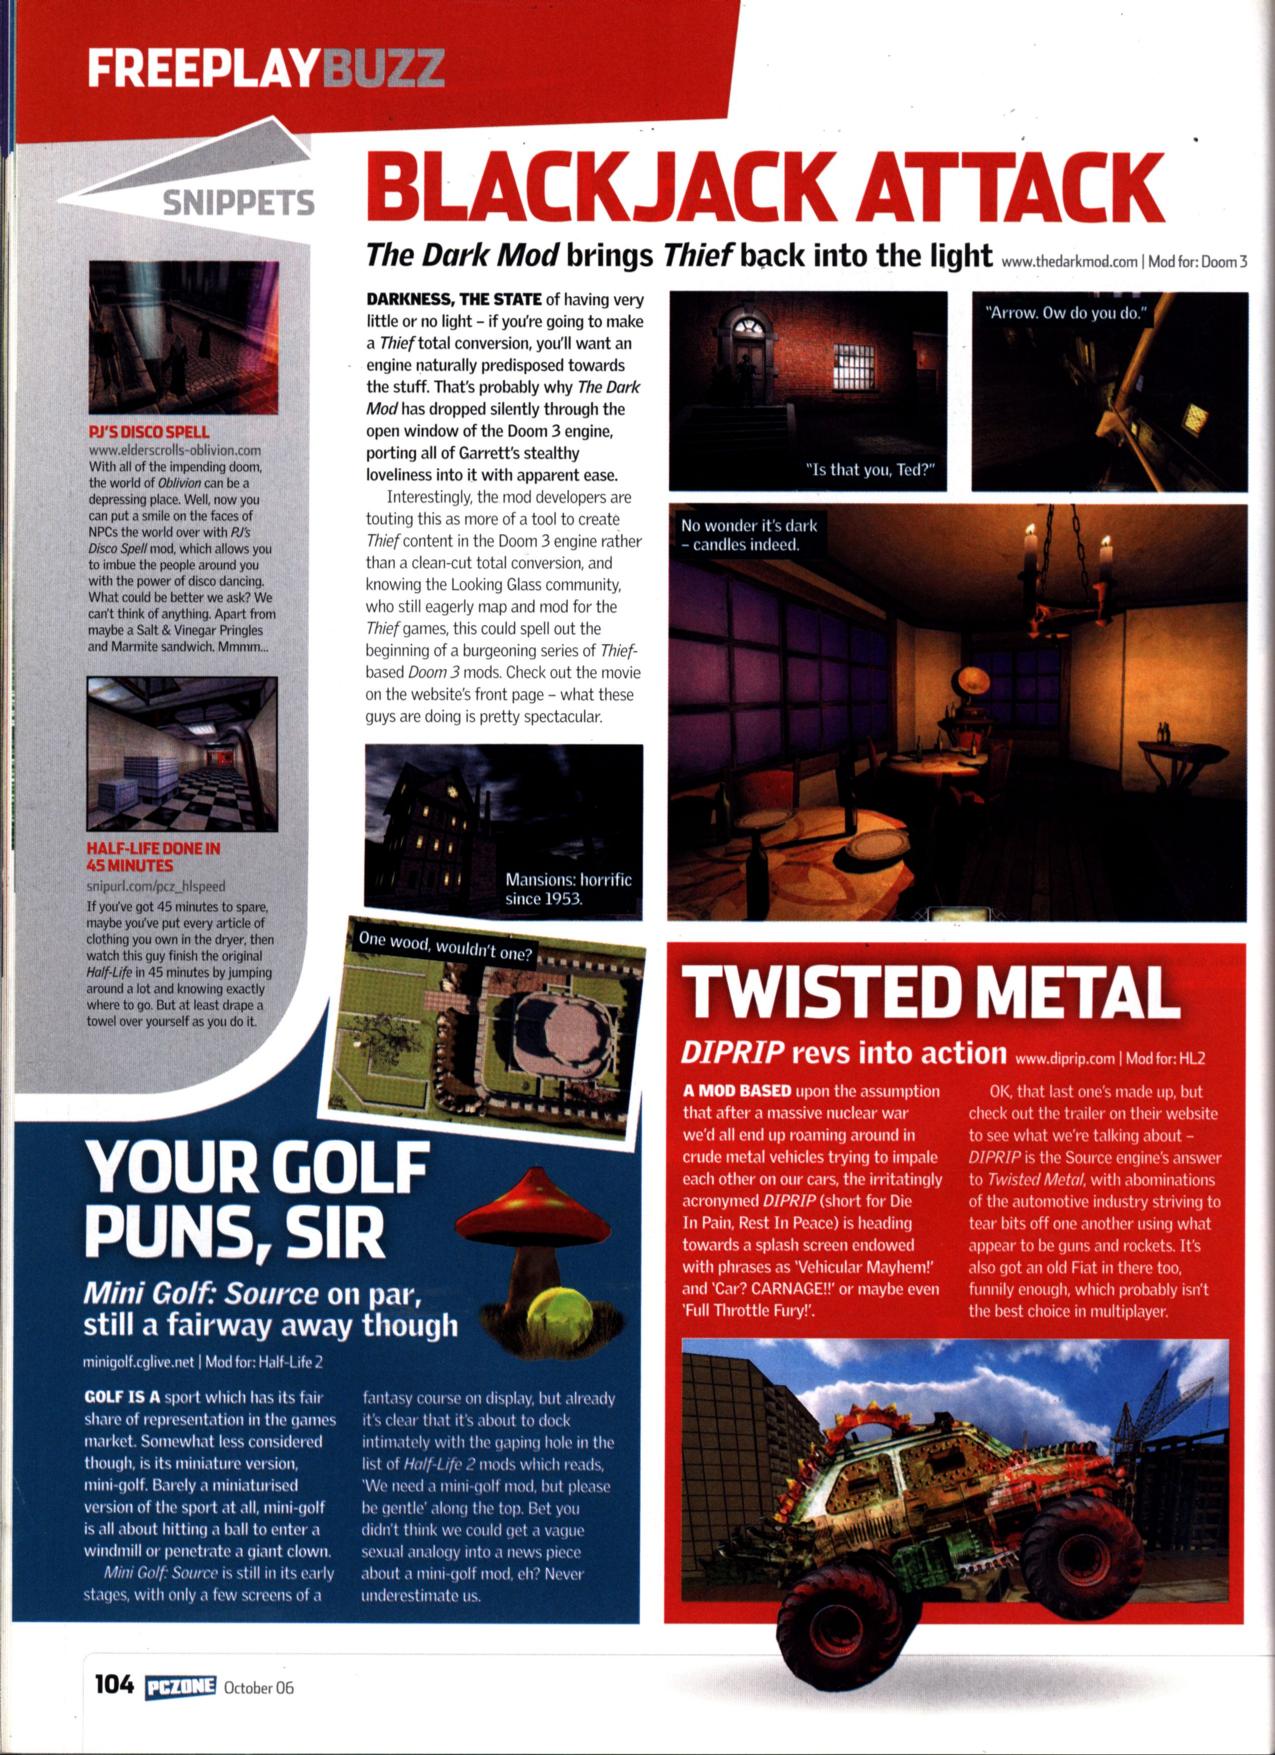 FREEPLAYBUZZ
SNIPPETS
PJ'S DISCO SPELL
www.elderscrolls-oblivion.com
With all of the impending doom,
the world of Oblivion can be a
depressing place. Well, now you
can put a smile on the faces of
NPCs the world over with PJ's
Disco Spell mod, which allows you
to imbue the people around you
with the power of disco dancing.
What could be better we ask? We
can't think of anything. Apart from
maybe a Salt & Vinegar Pringles
and Marmite sandwich. Mmmm...
HALF-LIFE DONE IN
45 MINUTES
snipurl.com/pcz_hlspeed
If you've got 45 minutes to spare,
maybe you've put every article of
clothing you own in the dryer, then
watch this guy finish the original
Half-Life in 45 minutes by jumping
around a lot and knowing exactly
where to go. But at least drape a
towel over yourself as you do it.
BLACKJACK ATTACK
The Dark Mod brings Thief back into the light www.thedarkmod.com | Mod for: Doom 3
DARKNESS, THE STATE of having very
little or no light – if you're going to make
a Thief total conversion, you'll want an
engine naturally predisposed towards
the stuff. That's probably why The Dark
Mod has dropped silently through the
open window of the Doom 3 engine,
porting all of Garrett's stealthy
loveliness into it with apparent ease.
Interestingly, the mod developers are
touting this as more of a tool to create
Thief content in the Doom 3 engine rather
than a clean-cut total conversion, and
knowing the Looking Glass community,
who still eagerly map and mod for the
Thief games, this could spell out the
beginning of a burgeoning series of Thief-
based Doom 3 mods. Check out the movie
on the website's front page – what these
guys are doing is pretty spectacular.
"Is that you, Ted?"
"Arrow. Ow do you do."
No wonder it's dark
– candles indeed.
Mansions: horrific
since 1953.
One wood, wouldn't one?
YOUR GOLF
PUNS, SIR
Mini Golf: Source on par,
still a fairway away though
minigolf.cglive.net | Mod for: Half-Life 2
GOLF IS A sport which has its fair
share of representation in the games
market. Somewhat less considered
though, is its miniature version,
mini-golf. Barely a miniaturised
version of the sport at all, mini-golf
is all about hitting a ball to enter a
windmill or penetrate a giant clown.
Mini Golf: Source is still in its early
stages, with only a few screens of a
fantasy course on display, but already
it's clear that it's about to dock
intimately with the gaping hole in the
list of Half-Life 2 mods which reads,
'We need a mini-golf mod, but please
be gentle' along the top. Bet you
didn't think we could get a vague
sexual analogy into a news piece
about a mini-golf mod, eh? Never
underestimate us.
TWISTED METAL
DIPRIP revs into action www.diprip.com | Mod for: HL2
A MOD BASED upon the assumption
that after a massive nuclear war
we'd all end up roaming around in
crude metal vehicles trying to impale
each other on our cars, the irritatingly
acronymed DIPRIP (short for Die
In Pain, Rest In Peace) is heading
towards a splash screen endowed
with phrases as 'Vehicular Mayhem!'
and 'Car? CARNAGE!!' or maybe even
'Full Throttle Fury!'.
OK, that last one's made up, but
check out the trailer on their website
to see what we're talking about –
DIPRIP is the Source engine's answer
to Twisted Metal, with abominations
of the automotive industry striving to
tear bits off one another using what
appear to be guns and rockets. It's
also got an old Fiat in there too,
funnily enough, which probably isn't
the best choice in multiplayer.
104 PCZONE October 06